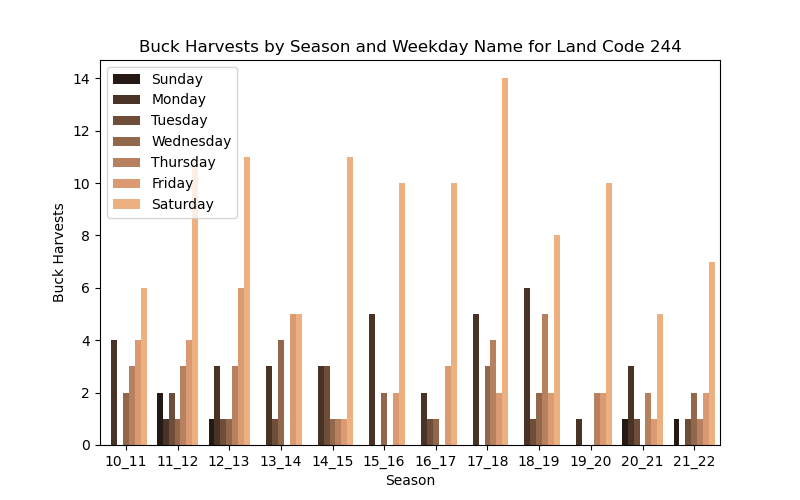 Buck Harvests by Season and Weekday Name for Land Code 244
Sunday
Monday
Tuesday
Wednesday
Thursday
Friday
Saturday
14
12
10
8
6
4
2
0
Buck Harvests
10_11 11_12 12_13 13_14 14_15 15_16 16_17 17_18 18_19 19_20 20_21 21_22
Season